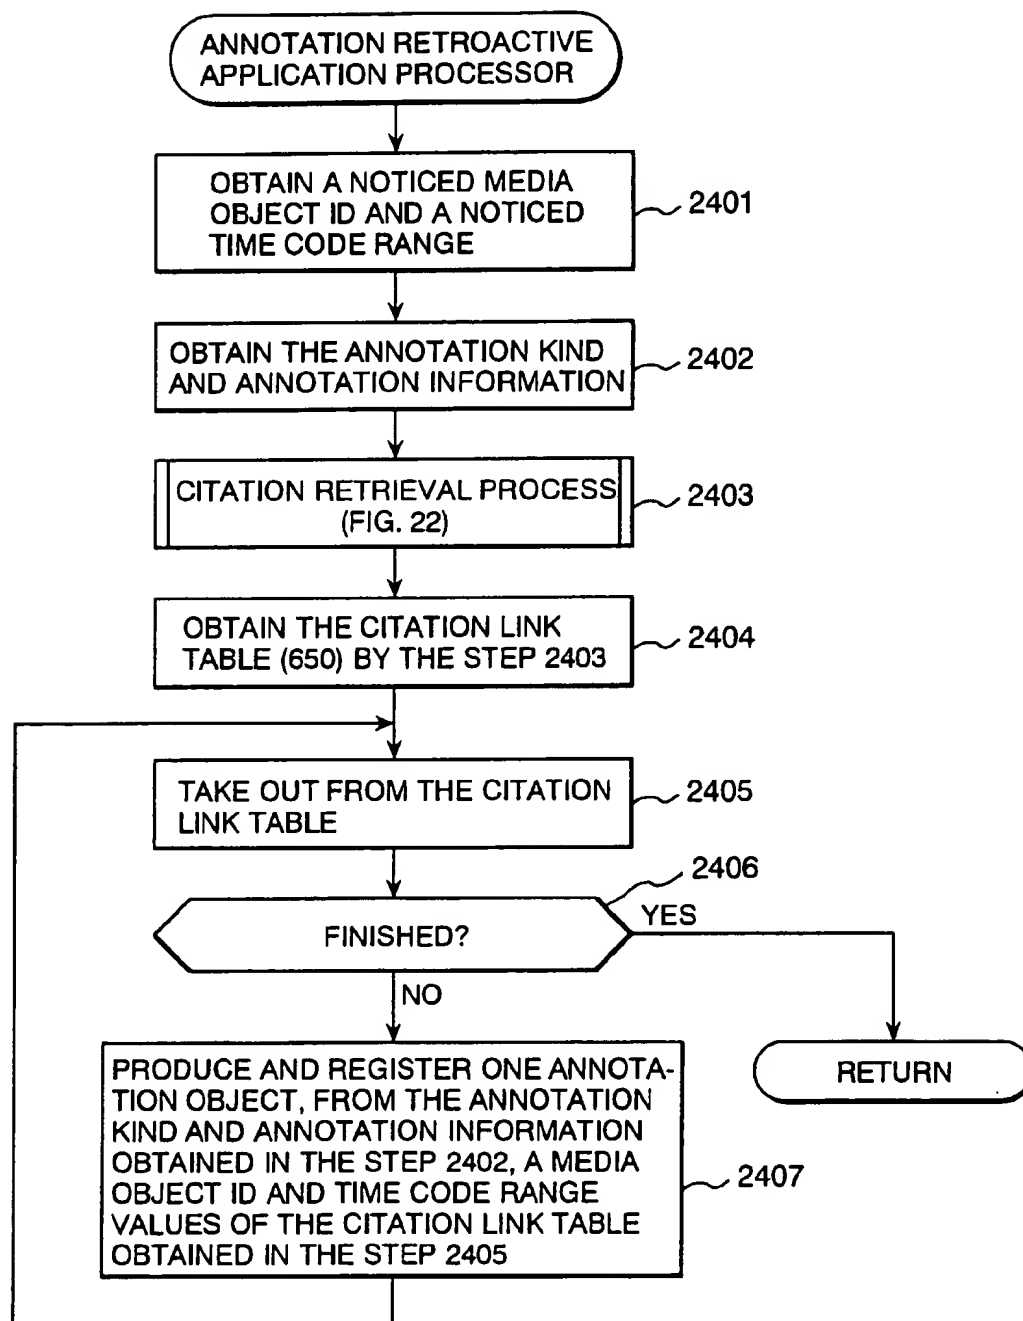 ANNOTATION RETROACTIVE
APPLICATION PROCESSOR
OBTAIN A NOTICED MEDIA
OBJECT ID AND A NOTICED
TIME CODE RANGE
2401
OBTAIN THE ANNOTATION KIND
AND ANNOTATION INFORMATION
2402
CITATION RETRIEVAL PROCESS
(FIG. 22)
2403
OBTAIN THE CITATION LINK
TABLE (650) BY THE STEP 2403
2404
TAKE OUT FROM THE CITATION
LINK TABLE
2405
2406
FINISHED?
YES
NO
RETURN
PRODUCE AND REGISTER ONE ANNOTA-
TION OBJECT, FROM THE ANNOTATION
KIND AND ANNOTATION INFORMATION
OBTAINED IN THE STEP 2402, A MEDIA
OBJECT ID AND TIME CODE RANGE
VALUES OF THE CITATION LINK TABLE
OBTAINED IN THE STEP 2405
2407